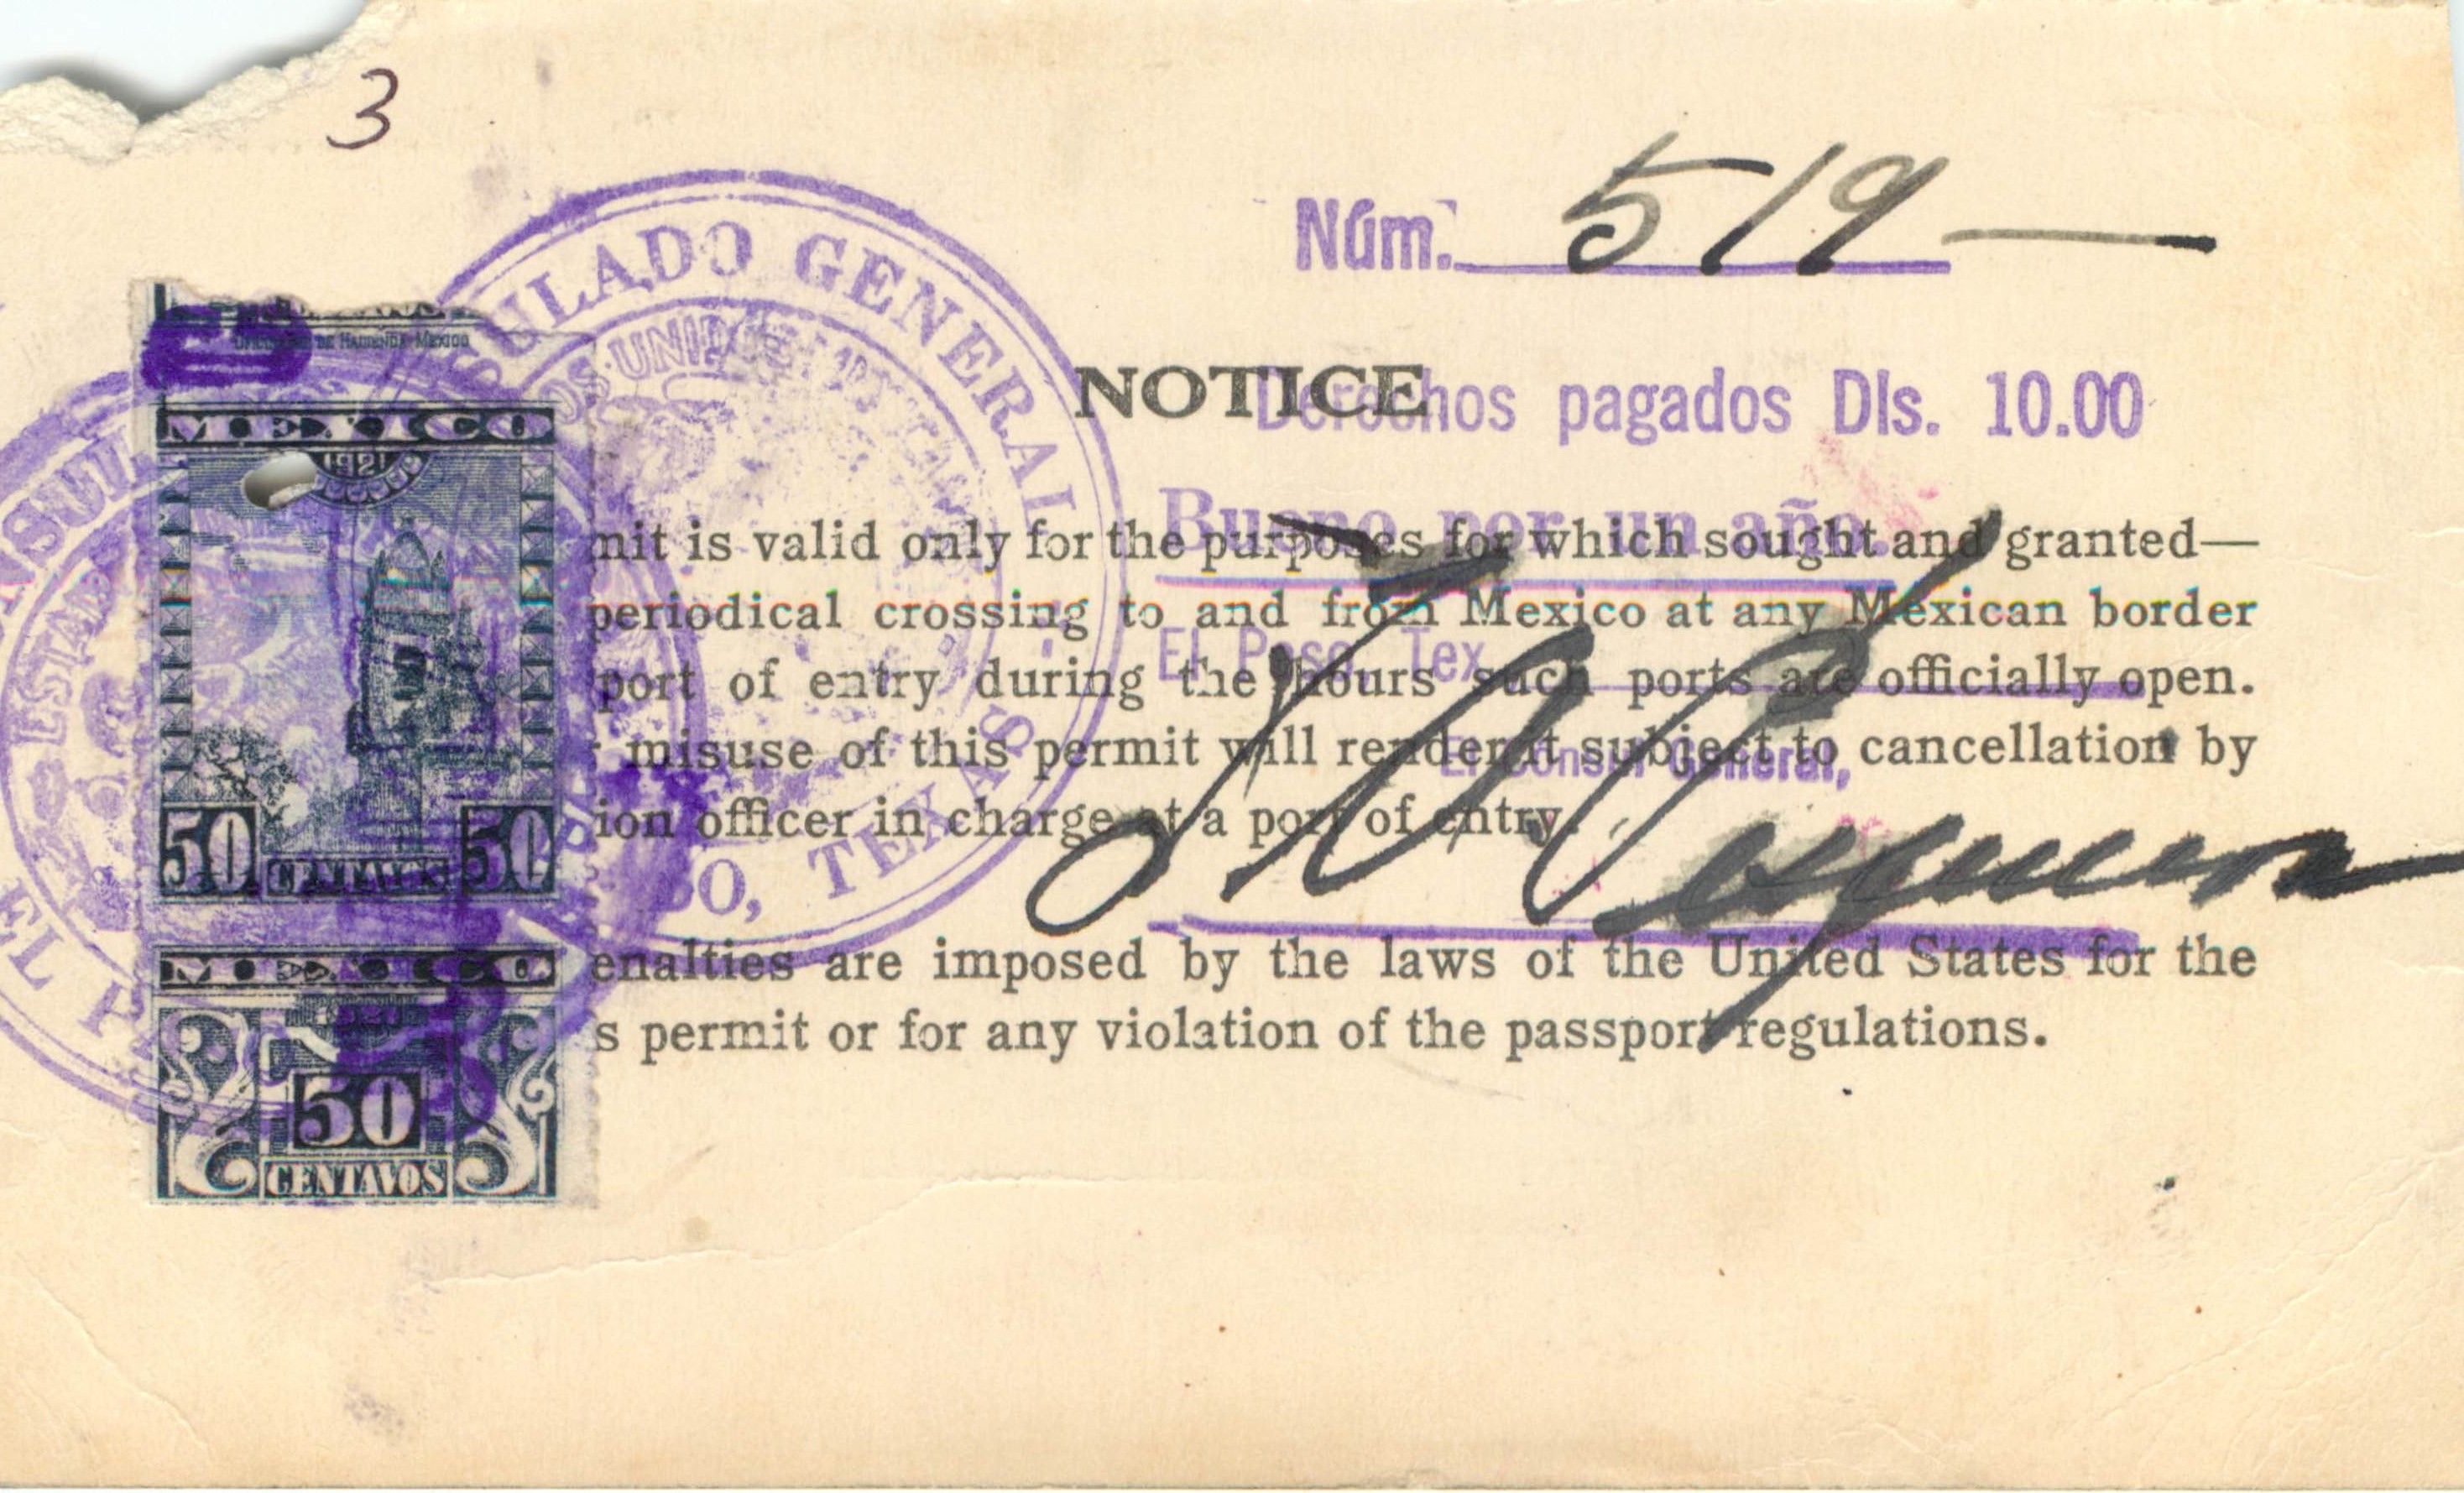 3
Núm. 519—
SULADO GENERAL
NOTICE
Derechos pagados Dls. 10.00
MEXICO
1921
Bueno por un año.
mit is valid only for the purposes for which sought and granted—
periodical crossing to and from Mexico at any Mexican border
El Paso, Tex
port of entry during the hours such ports are officially open.
misuse of this permit will render it subject to cancellation by
El Consul General,
ion officer in charge at a port of entry.
50 CENTAVOS 50
SO, TEXAS
NSUL
ESTAD
EL P
MEXICO
enalties are imposed by the laws of the United States for the
s permit or for any violation of the passport regulations.
50
CENTAVOS